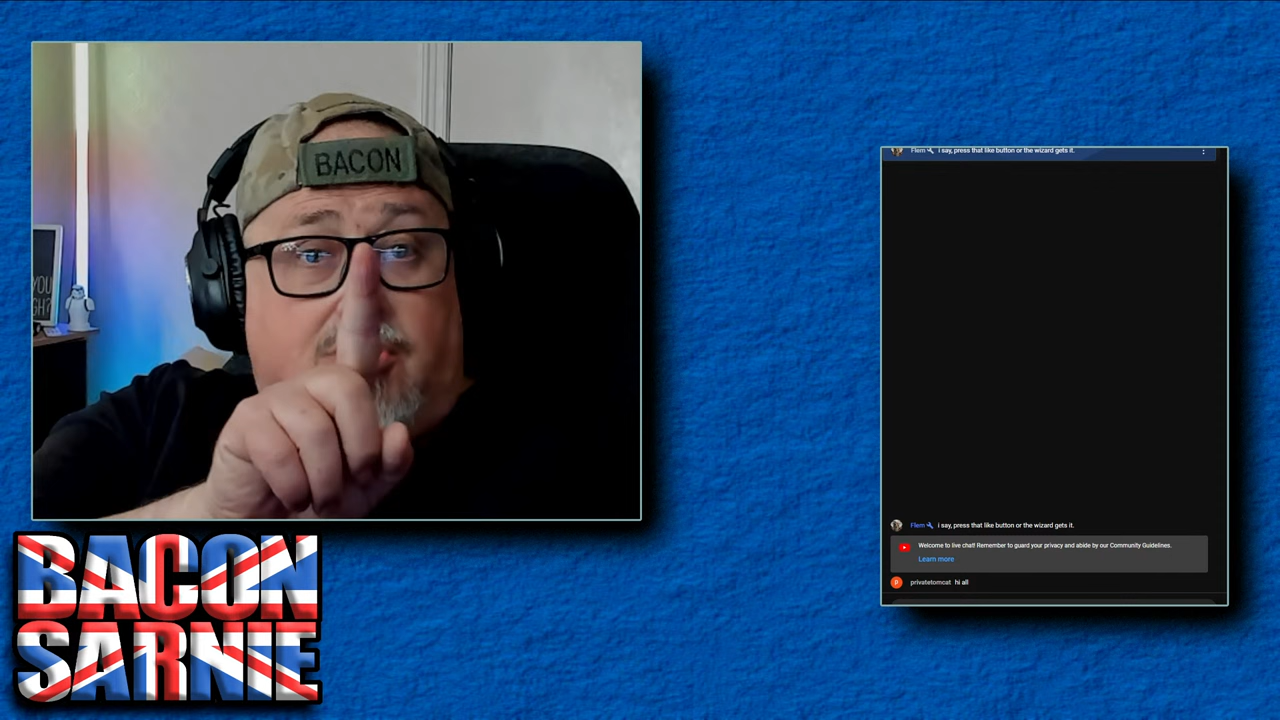 BACON
YOU
GH?
BACON
SARNIE
Flem i say, press that like button or the wizard gets it.
Flem i say, press that like button or the wizard gets it.
Welcome to live chat! Remember to guard your privacy and abide by our Community Guidelines.
Learn more
P privatetomcat hi all